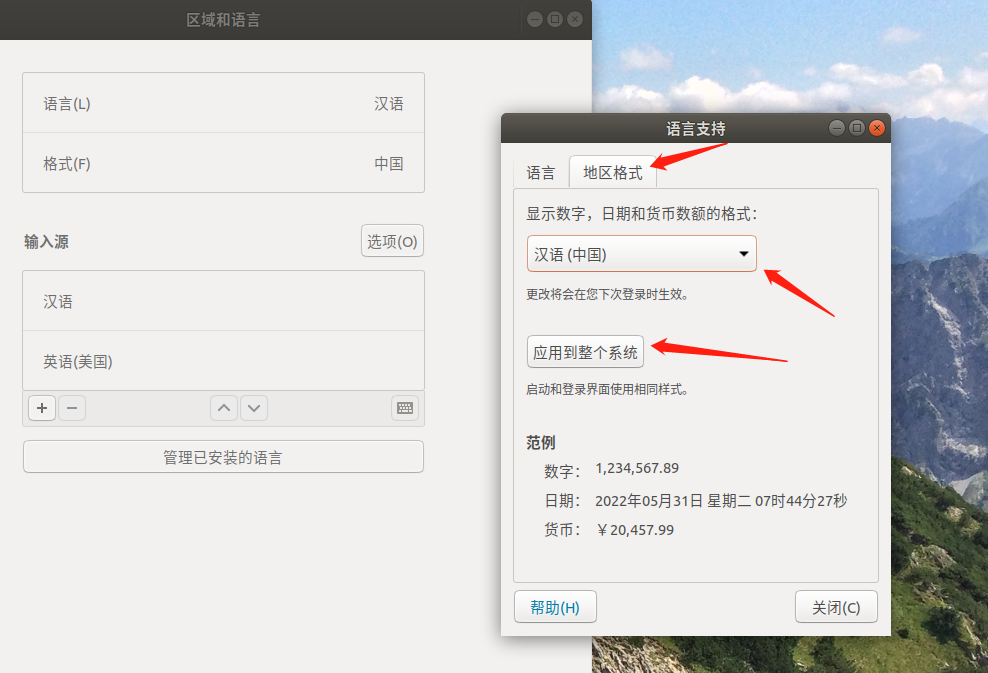 区域和语言
语言(L) 汉语
格式(F) 中国
输入源 选项(O)
汉语
英语(美国)
管理已安装的语言
语言支持
语言 地区格式
显示数字，日期和货币数额的格式：
汉语 (中国)
更改将会在您下次登录时生效。
应用到整个系统
启动和登录界面使用相同样式。
范例
数字： 1,234,567.89
日期： 2022年05月31日 星期二 07时44分27秒
货币： ￥20,457.99
帮助(H) 关闭(C)